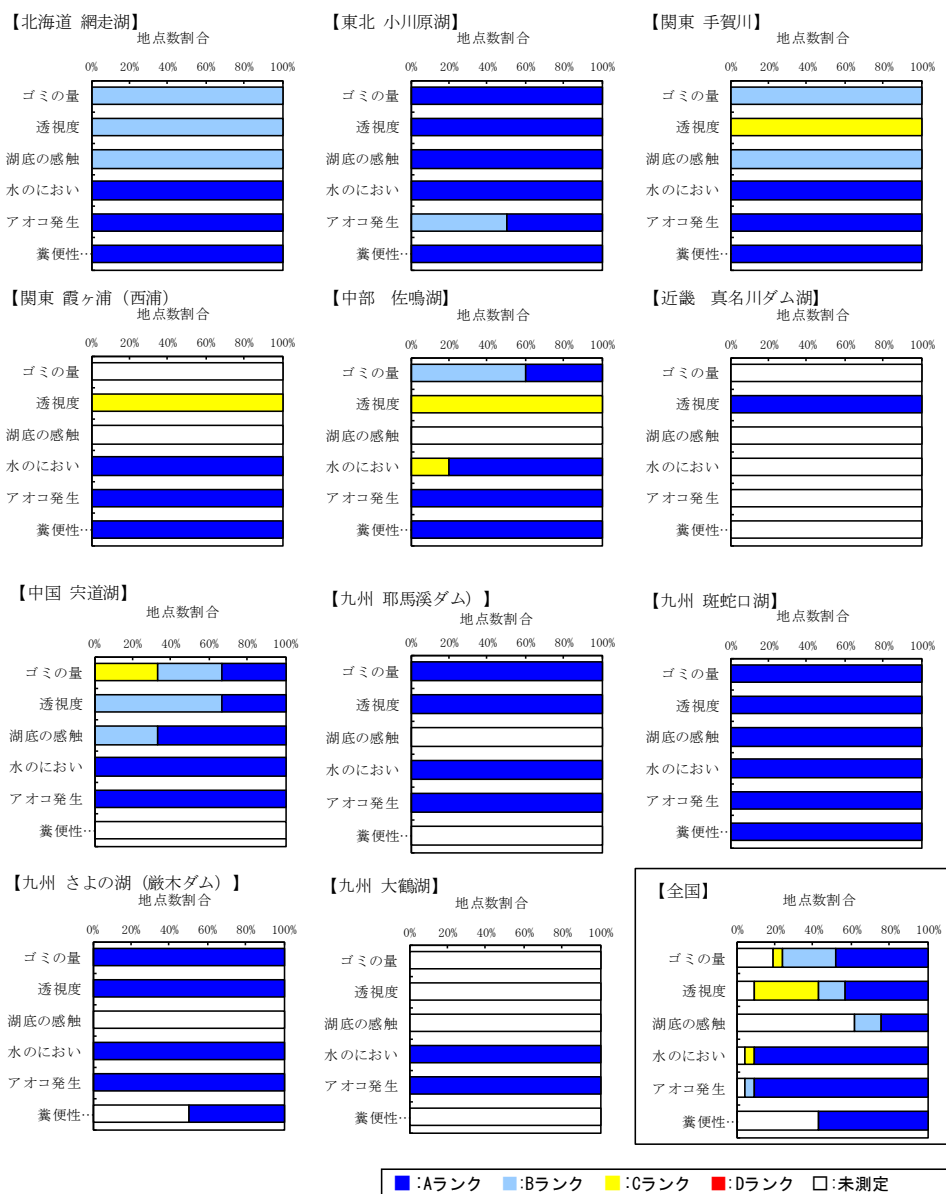 【北海道 網走湖】
地点数割合
0% 20% 40% 60% 80% 100%
ゴミの量
透視度
湖底の感触
水のにおい
アオコ発生
糞便性…
【東北 小川原湖】
地点数割合
0% 20% 40% 60% 80% 100%
ゴミの量
透視度
湖底の感触
水のにおい
アオコ発生
糞便性…
【関東 手賀川】
地点数割合
0% 20% 40% 60% 80% 100%
ゴミの量
透視度
湖底の感触
水のにおい
アオコ発生
糞便性…
【関東 霞ヶ浦（西浦）
地点数割合
0% 20% 40% 60% 80% 100%
ゴミの量
透視度
湖底の感触
水のにおい
アオコ発生
糞便性…
【中部　佐鳴湖】
地点数割合
0% 20% 40% 60% 80% 100%
ゴミの量
透視度
湖底の感触
水のにおい
アオコ発生
糞便性…
【近畿　真名川ダム湖】
地点数割合
0% 20% 40% 60% 80% 100%
ゴミの量
透視度
湖底の感触
水のにおい
アオコ発生
糞便性…
【中国 宍道湖】
地点数割合
0% 20% 40% 60% 80% 100%
ゴミの量
透視度
湖底の感触
水のにおい
アオコ発生
糞便性…
【九州 耶馬溪ダム）】
地点数割合
0% 20% 40% 60% 80% 100%
ゴミの量
透視度
湖底の感触
水のにおい
アオコ発生
糞便性…
【九州 斑蛇口湖】
地点数割合
0% 20% 40% 60% 80% 100%
ゴミの量
透視度
湖底の感触
水のにおい
アオコ発生
糞便性…
【九州 さよの湖（厳木ダム）】
地点数割合
0% 20% 40% 60% 80% 100%
ゴミの量
透視度
湖底の感触
水のにおい
アオコ発生
糞便性…
【九州 大鶴湖】
地点数割合
0% 20% 40% 60% 80% 100%
ゴミの量
透視度
湖底の感触
水のにおい
アオコ発生
糞便性…
【全国】
地点数割合
0% 20% 40% 60% 80% 100%
ゴミの量
透視度
湖底の感触
水のにおい
アオコ発生
糞便性…
:Aランク :Bランク :Cランク :Dランク :未測定